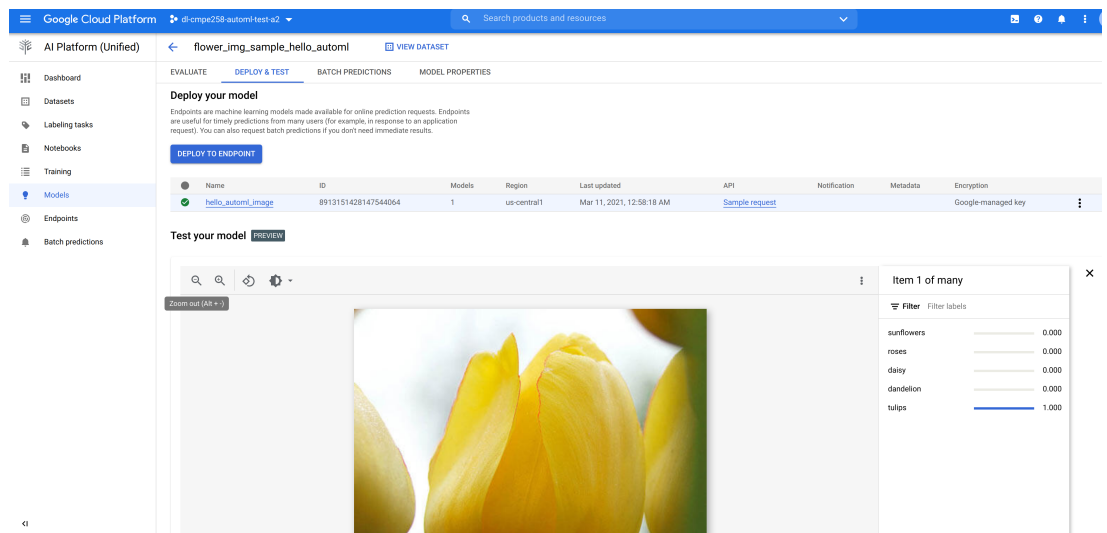 Google Cloud Platform dl-cmpe258-automl-test-a2 Search products and resources
AI Platform (Unified) flower_img_sample_hello_automl VIEW DATASET
Dashboard
Datasets
Labeling tasks
Notebooks
Training
Models
Endpoints
Batch predictions
EVALUATE DEPLOY & TEST BATCH PREDICTIONS MODEL PROPERTIES
Deploy your model
Endpoints are machine learning models made available for online prediction requests. Endpoints
are useful for timely predictions from many users (for example, in response to an application
request). You can also request batch predictions if you don't need immediate results.
DEPLOY TO ENDPOINT
Name ID Models Region Last updated API Notification Metadata Encryption
hello_automl_image 8913151428147544064 1 us-central1 Mar 11, 2021, 12:58:18 AM Sample request Google-managed key
Test your model PREVIEW
Zoom out (Alt + -)
Item 1 of many
Filter Filter labels
sunflowers 0.000
roses 0.000
daisy 0.000
dandelion 0.000
tulips 1.000